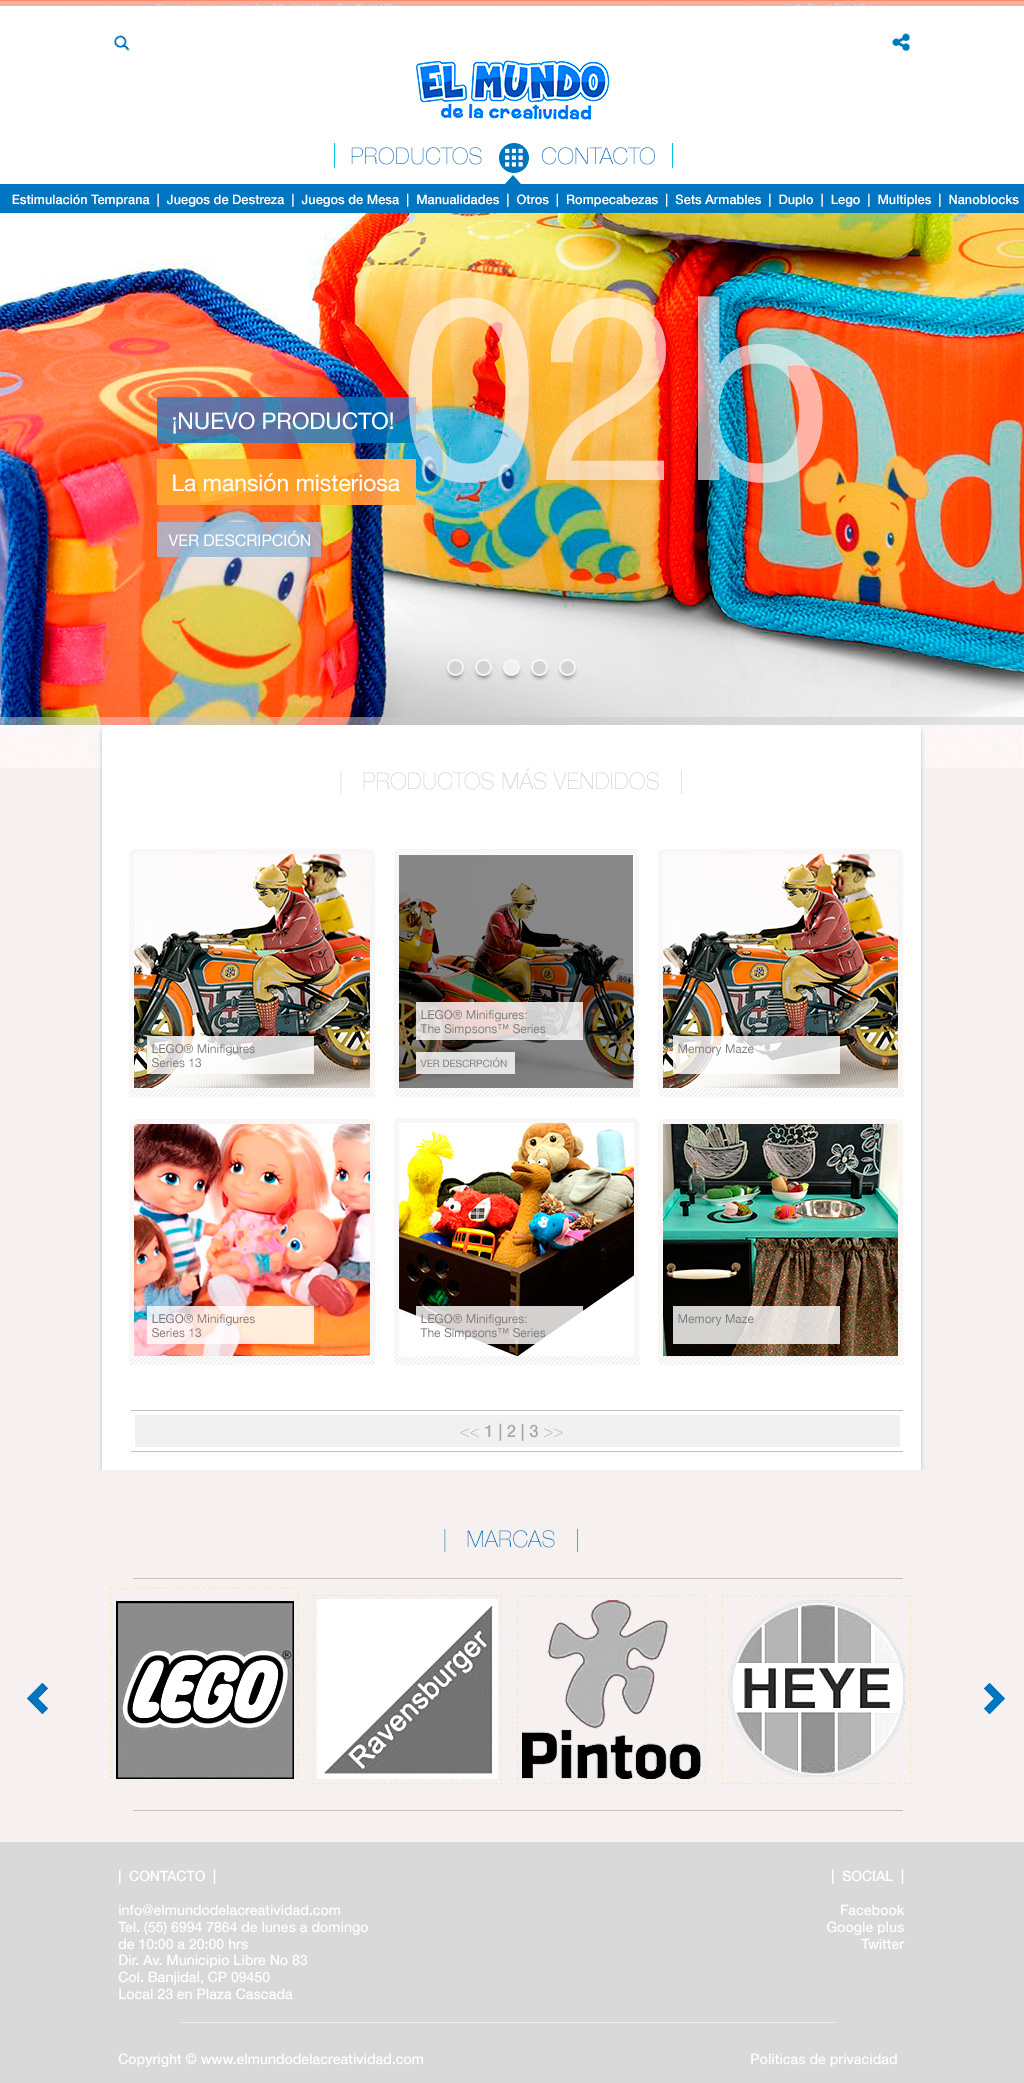 EL MUNDO
de la creatividad
PRODUCTOS CONTACTO
Estimulación Temprana | Juegos de Destreza | Juegos de Mesa | Manualidades | Otros | Rompecabezas | Sets Armables | Duplo | Lego | Multiples | Nanoblocks
02b
¡NUEVO PRODUCTO!
La mansión misteriosa
VER DESCRIPCIÓN
| PRODUCTOS MÁS VENDIDOS |
LEGO® Minifigures
Series 13
LEGO® Minifigures:
The Simpsons™ Series
VER DESCRPCIÓN
Memory Maze
LEGO® Minifigures
Series 13
LEGO® Minifigures:
The Simpsons™ Series
Memory Maze
<< 1 | 2 | 3 >>
| MARCAS |
LEGO®
Ravensburger
Pintoo
HEYE
| CONTACTO |
info@elmundodelacreatividad.com
Tel. (55) 6994 7864 de lunes a domingo
de 10:00 a 20:00 hrs
Dir. Av. Municipio Libre No 83
Col. Banjidal, CP 09450
Local 23 en Plaza Cascada
| SOCIAL |
Facebook
Google plus
Twitter
Copyright © www.elmundodelacreatividad.com
Politicas de privacidad